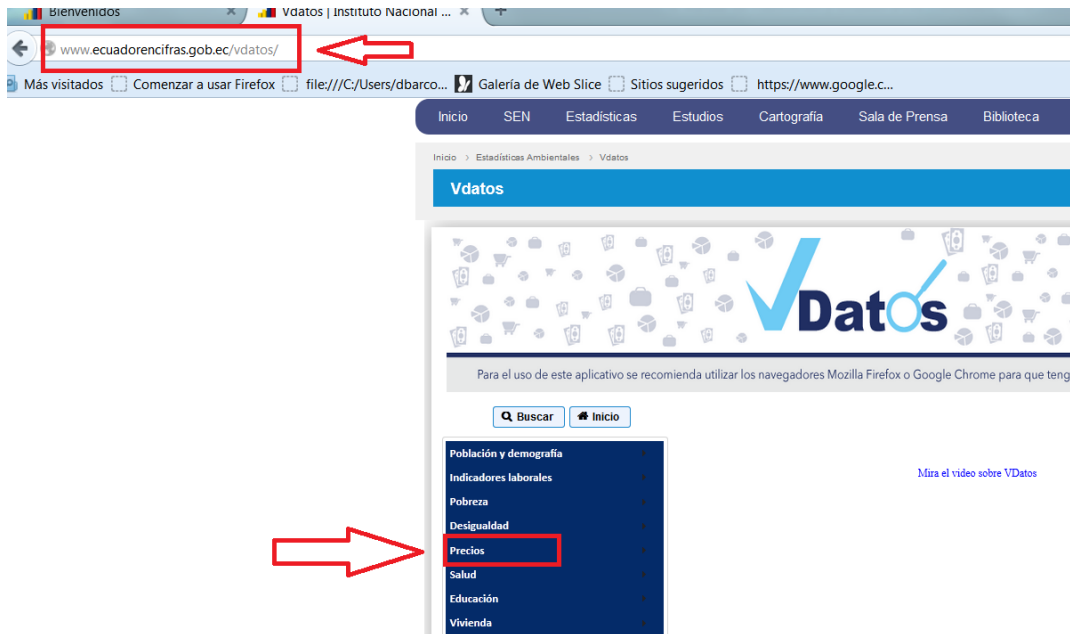 Bienvenidos × Vdatos | Instituto Nacional ... × +
www.ecuadorencifras.gob.ec/vdatos/
Más visitados Comenzar a usar Firefox file:///C:/Users/dbarco... Galería de Web Slice Sitios sugeridos https://www.google.c...
Inicio SEN Estadísticas Estudios Cartografía Sala de Prensa Biblioteca
Inicio > Estadísticas Ambientales > Vdatos
Vdatos
VDatos
Para el uso de este aplicativo se recomienda utilizar los navegadores Mozilla Firefox o Google Chrome para que teng
Buscar Inicio
Población y demografía
Indicadores laborales
Mira el video sobre VDatos
Pobreza
Desigualdad
Precios
Salud
Educación
Vivienda